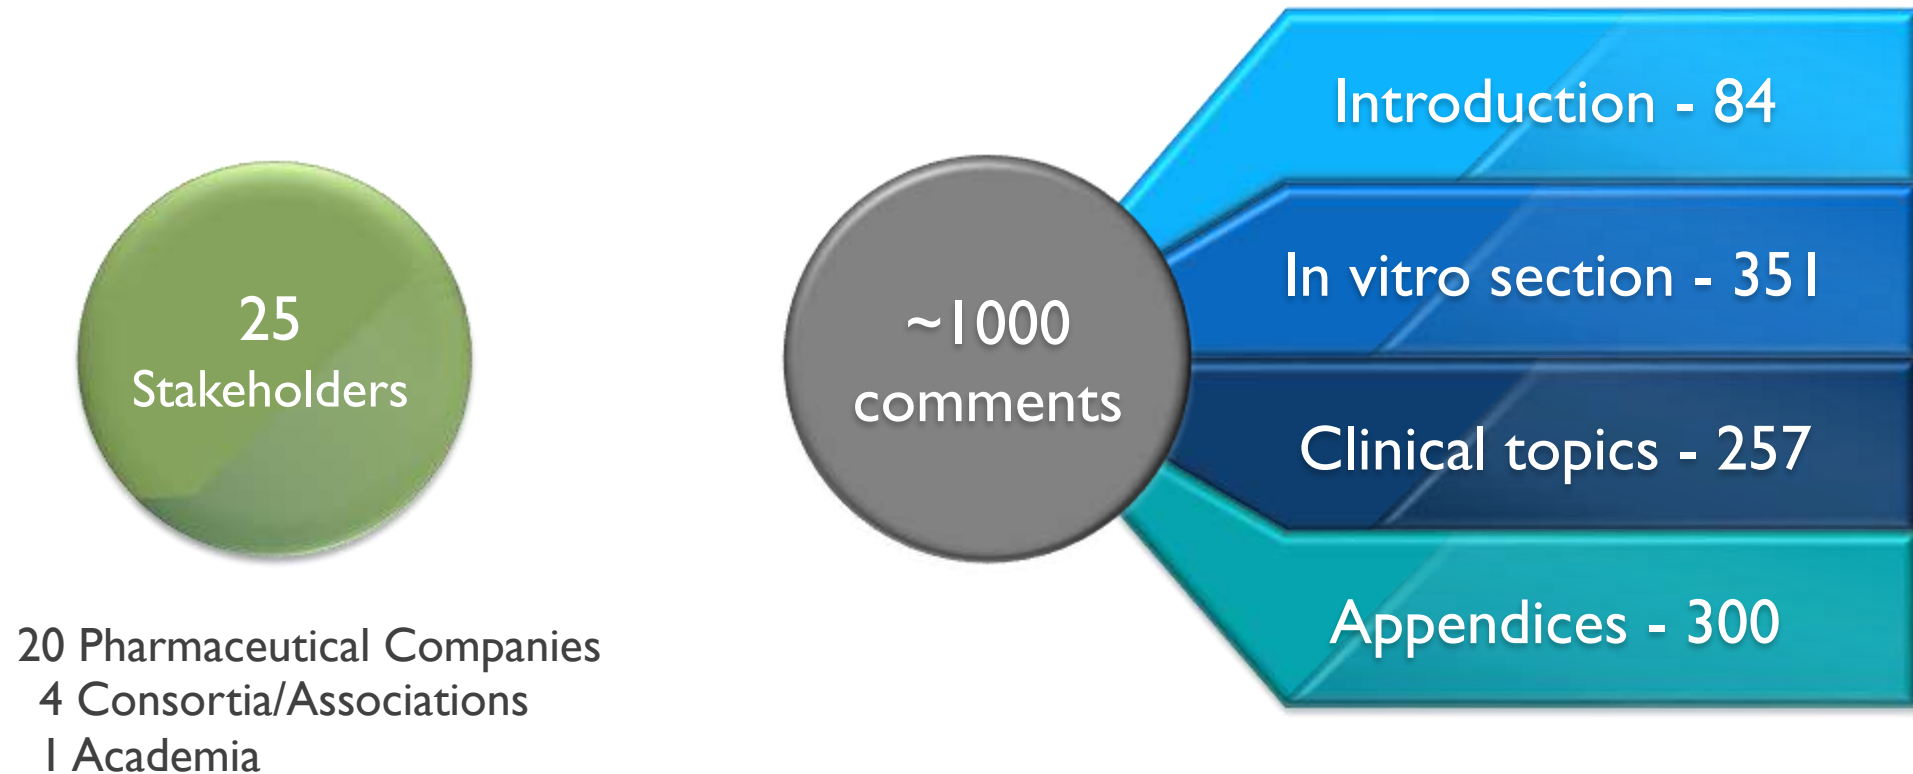 25
Stakeholders
20 Pharmaceutical Companies
4 Consortia/Associations
1 Academia
~1000
comments
Introduction - 84
In vitro section - 351
Clinical topics - 257
Appendices - 300